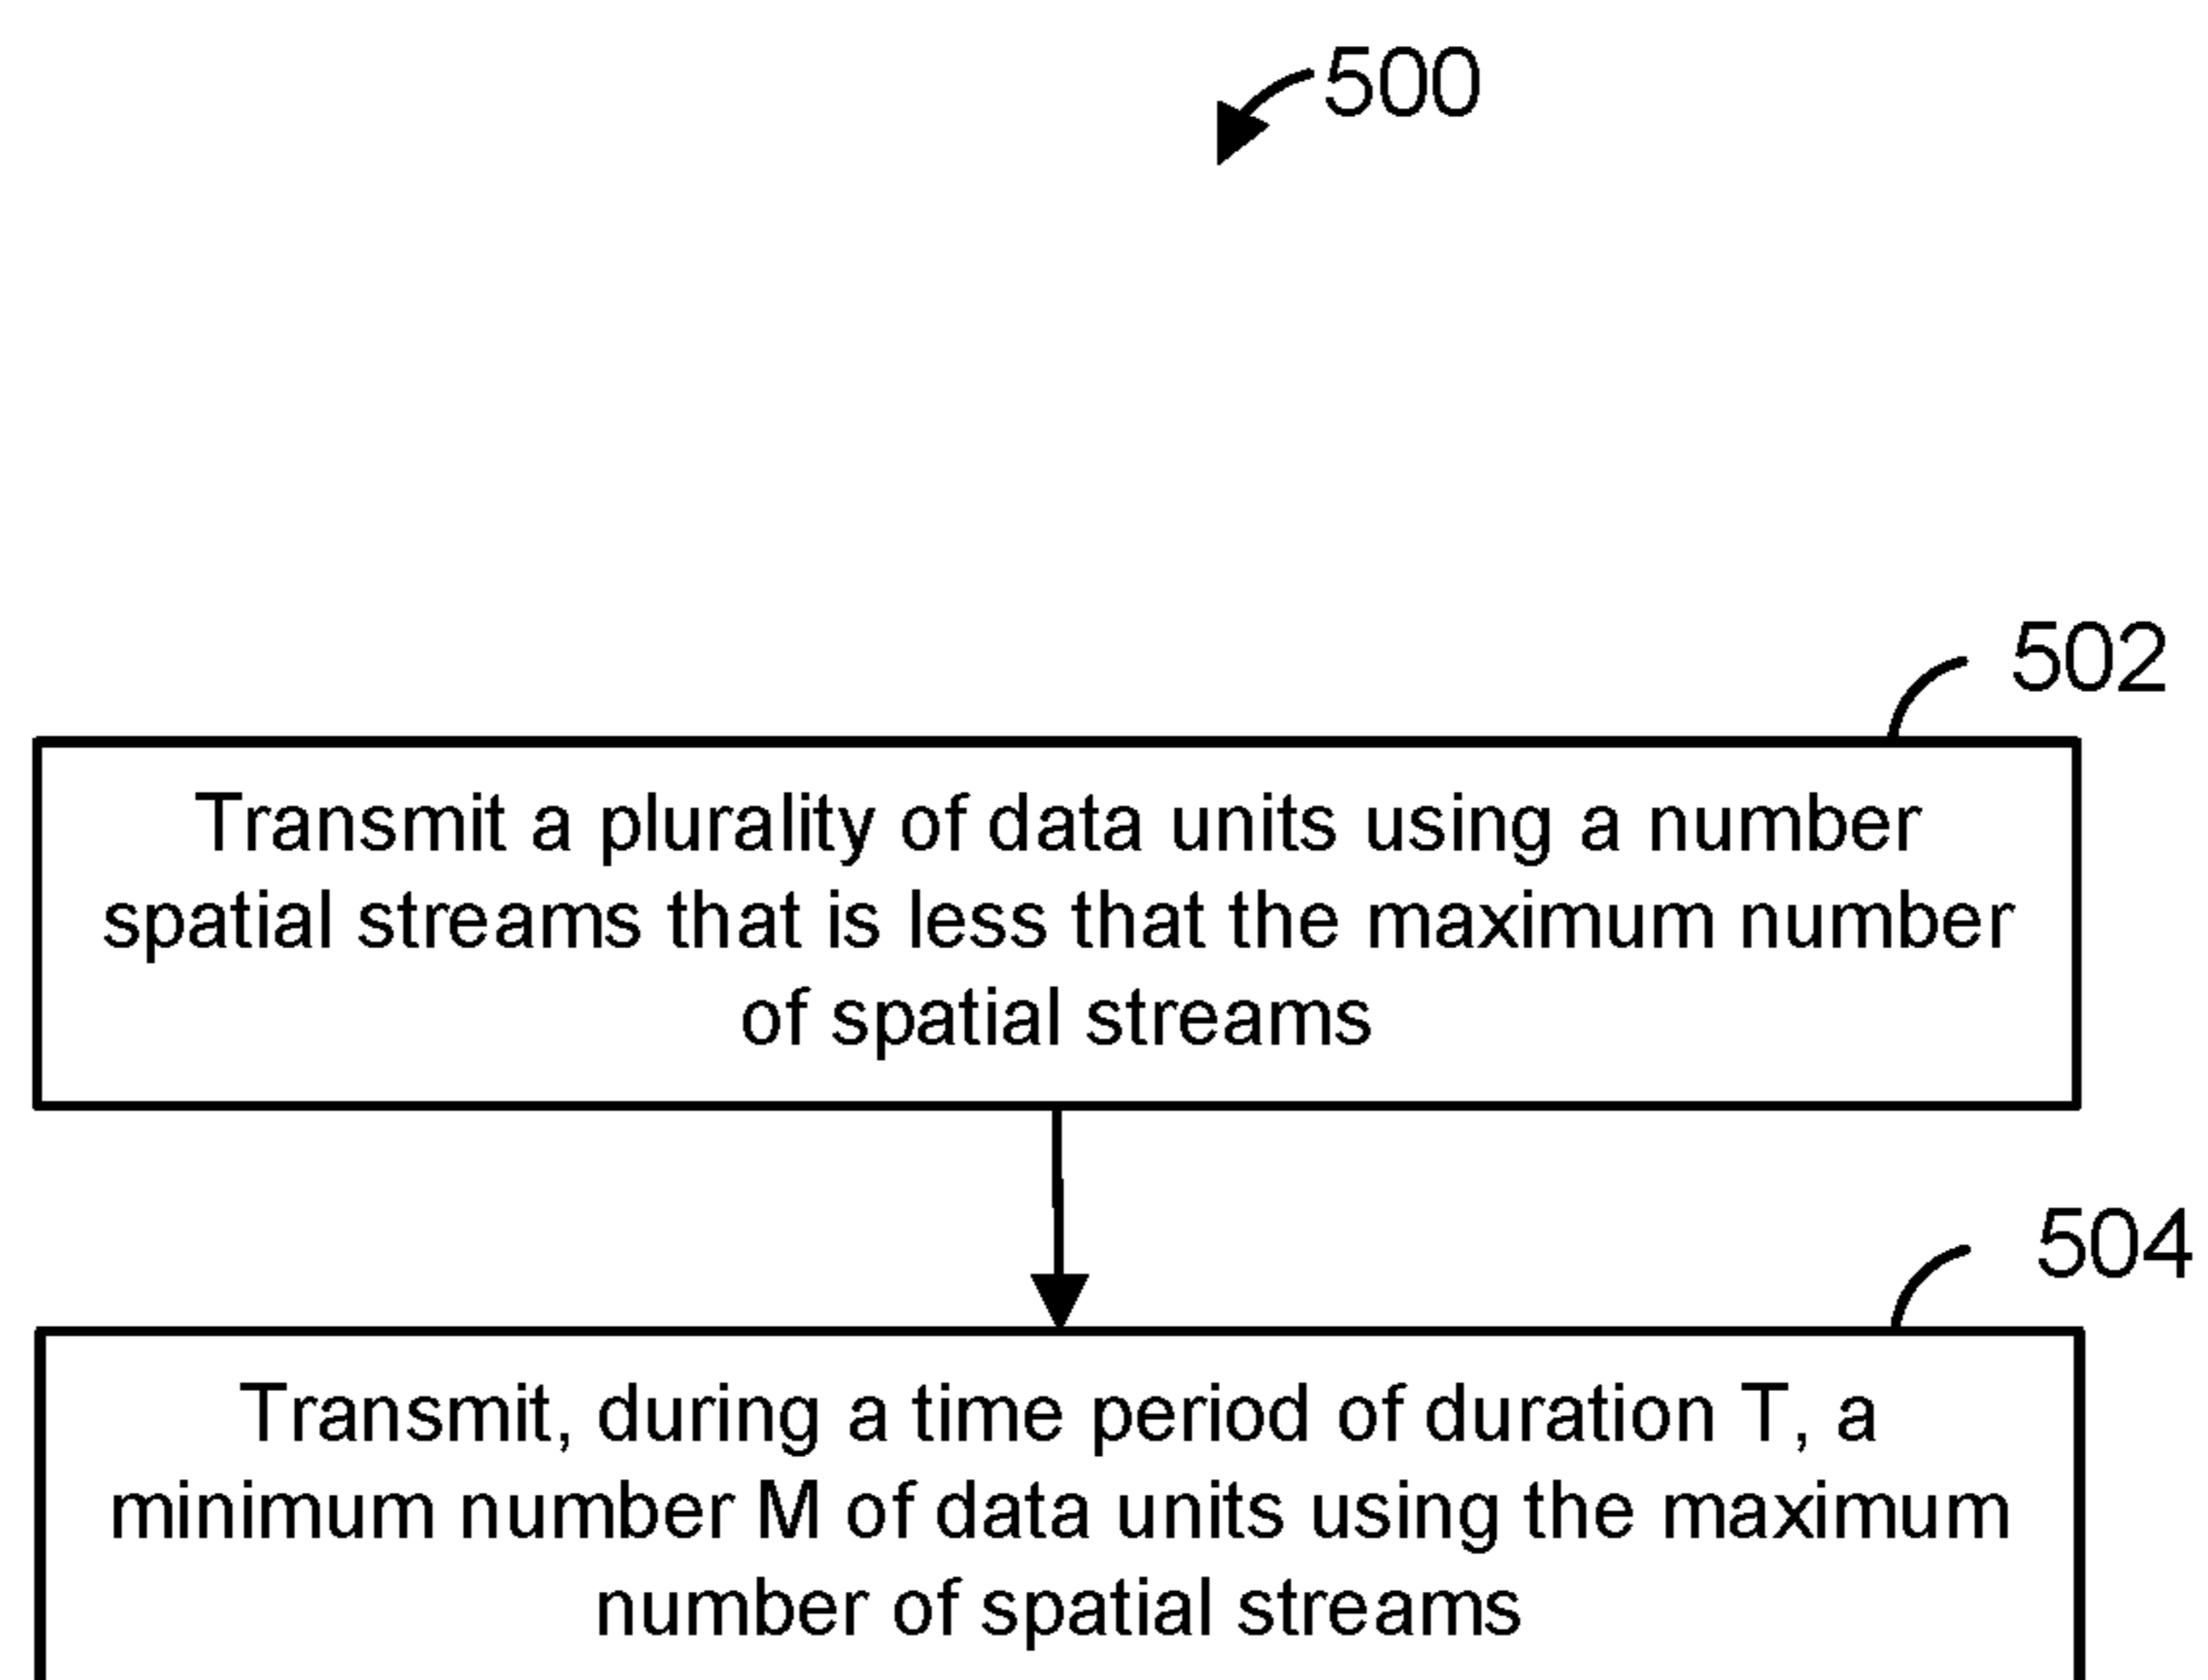 500
502
Transmit a plurality of data units using a number
spatial streams that is less that the maximum number
of spatial streams
504
Transmit, during a time period of duration T, a
minimum number M of data units using the maximum
number of spatial streams